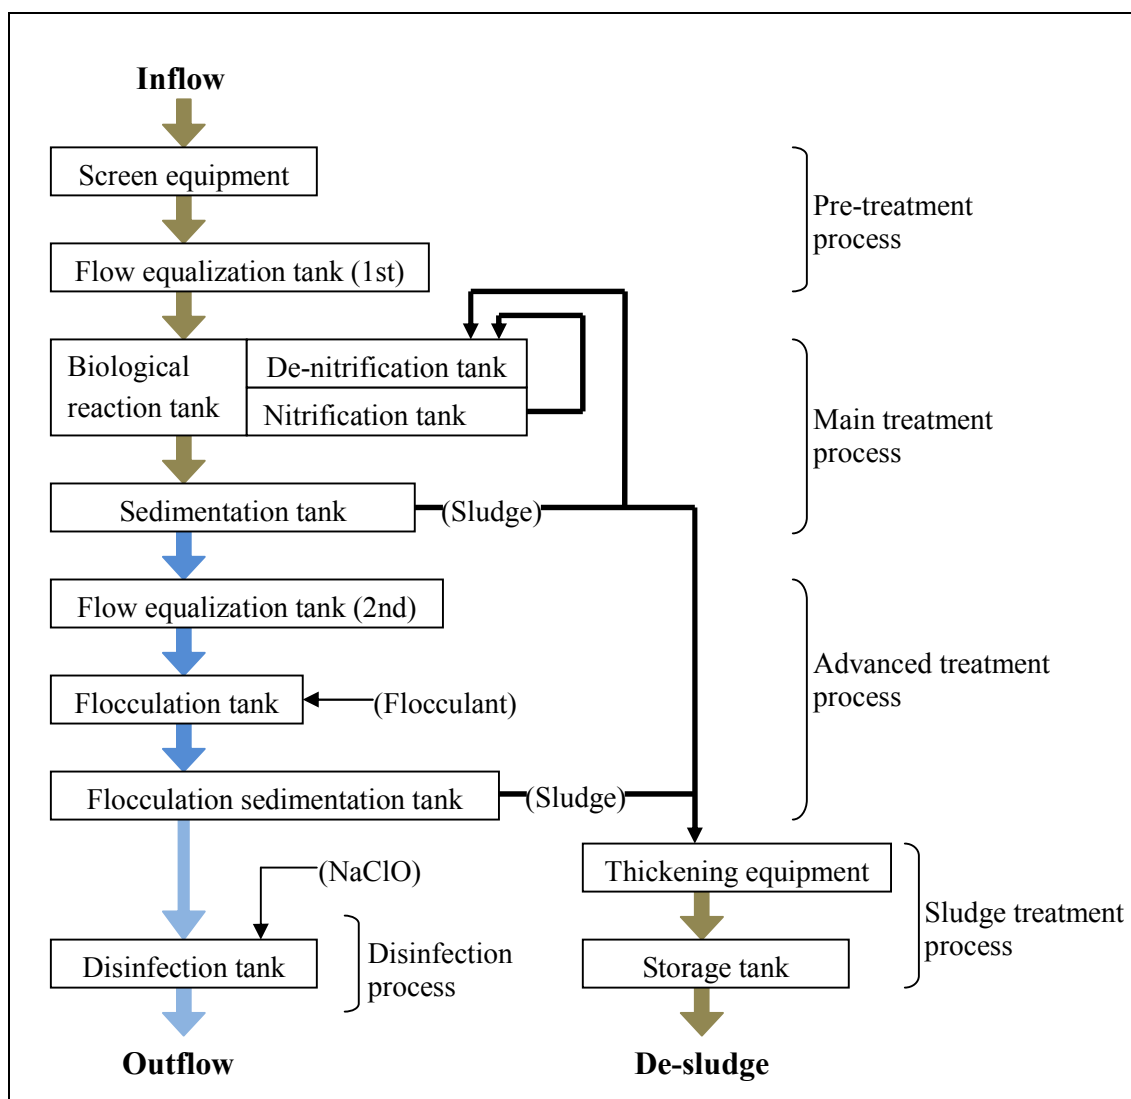 Inflow
Screen equipment
Pre-treatment
process
Flow equalization tank (1st)
Biological
reaction tank
De-nitrification tank
Nitrification tank
Main treatment
process
Sedimentation tank
(Sludge)
Flow equalization tank (2nd)
Advanced treatment
process
Flocculation tank
(Flocculant)
Flocculation sedimentation tank
(Sludge)
(NaClO)
Thickening equipment
Sludge treatment
process
Disinfection tank
Disinfection
process
Storage tank
Outflow
De-sludge